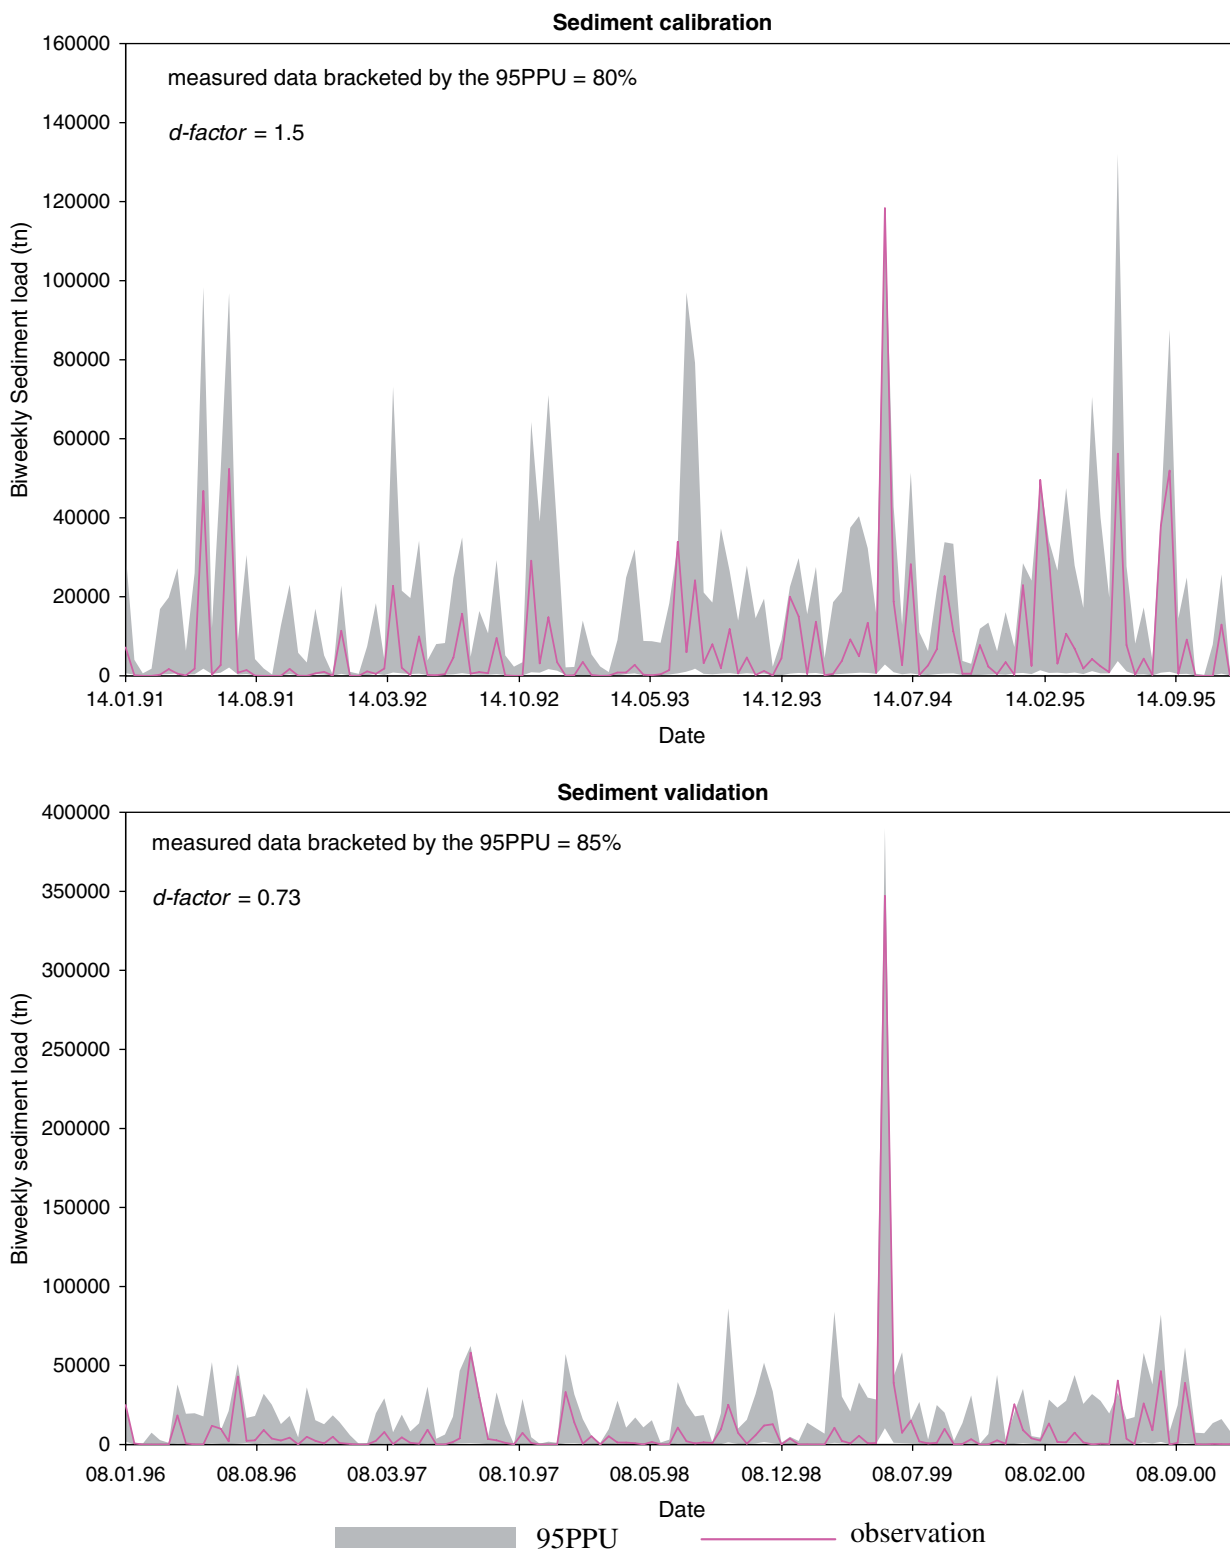 Sediment calibration
160000
measured data bracketed by the 95PPU = 80%
140000
d-factor = 1.5
120000
100000
80000
60000
40000
20000
0
Biweekly Sediment load (tn)
14.01.91 14.08.91 14.03.92 14.10.92 14.05.93 14.12.93 14.07.94 14.02.95 14.09.95
Date
Sediment validation
400000
measured data bracketed by the 95PPU = 85%
350000
d-factor = 0.73
300000
250000
200000
150000
100000
50000
0
Biweekly sediment load (tn)
08.01.96 08.08.96 08.03.97 08.10.97 08.05.98 08.12.98 08.07.99 08.02.00 08.09.00
Date
95PPU observation